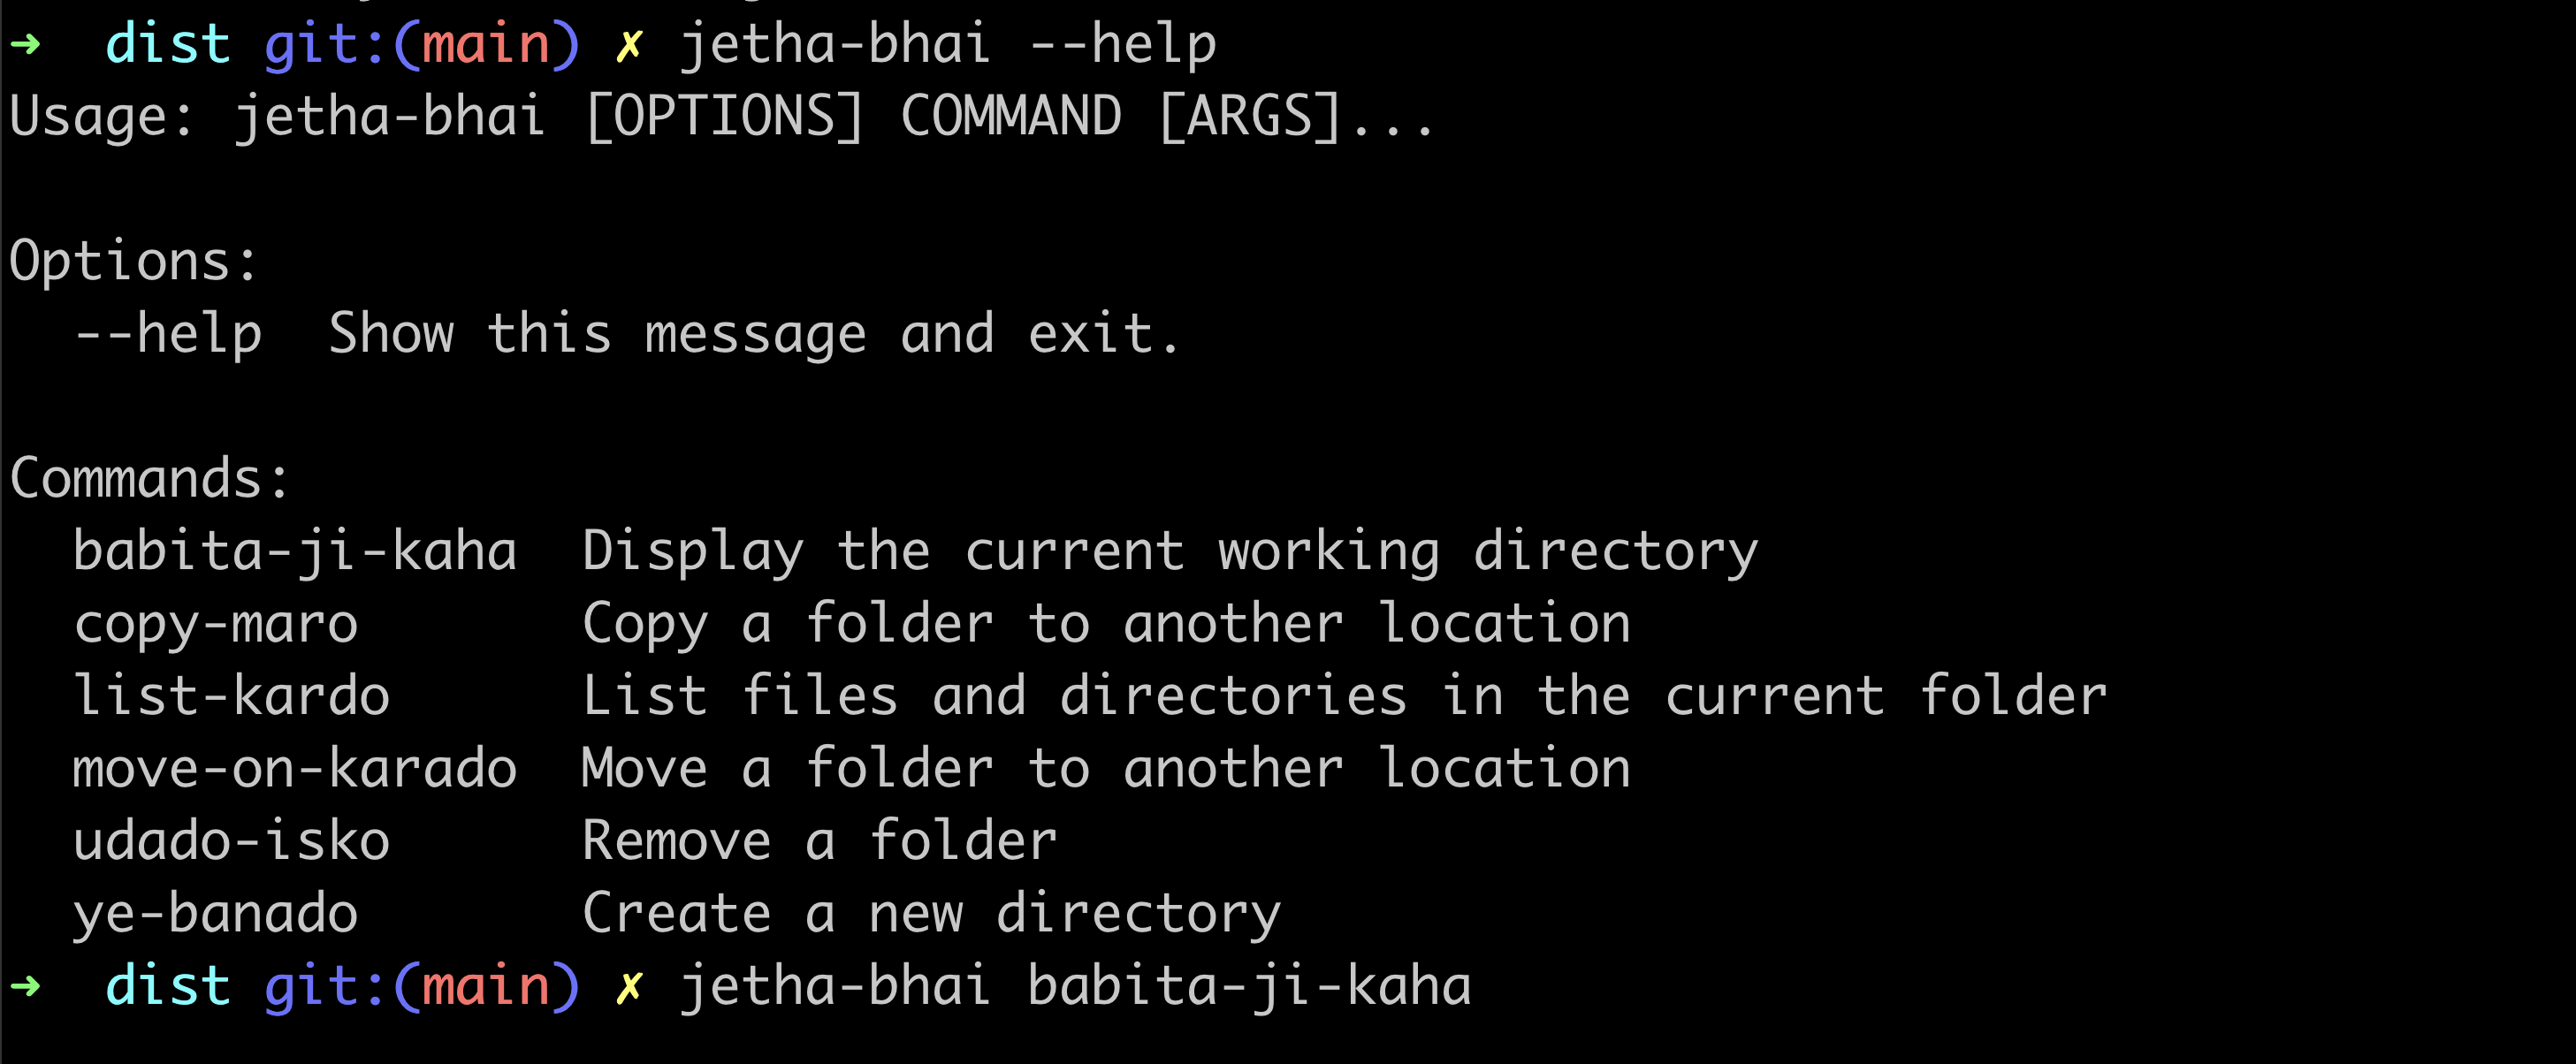 ➜  dist git:(main) ✗ jetha-bhai --help
Usage: jetha-bhai [OPTIONS] COMMAND [ARGS]...
Options:
  --help  Show this message and exit.
Commands:
  babita-ji-kaha  Display the current working directory
  copy-maro       Copy a folder to another location
  list-kardo      List files and directories in the current folder
  move-on-karado  Move a folder to another location
  udado-isko      Remove a folder
  ye-banado       Create a new directory
➜  dist git:(main) ✗ jetha-bhai babita-ji-kaha